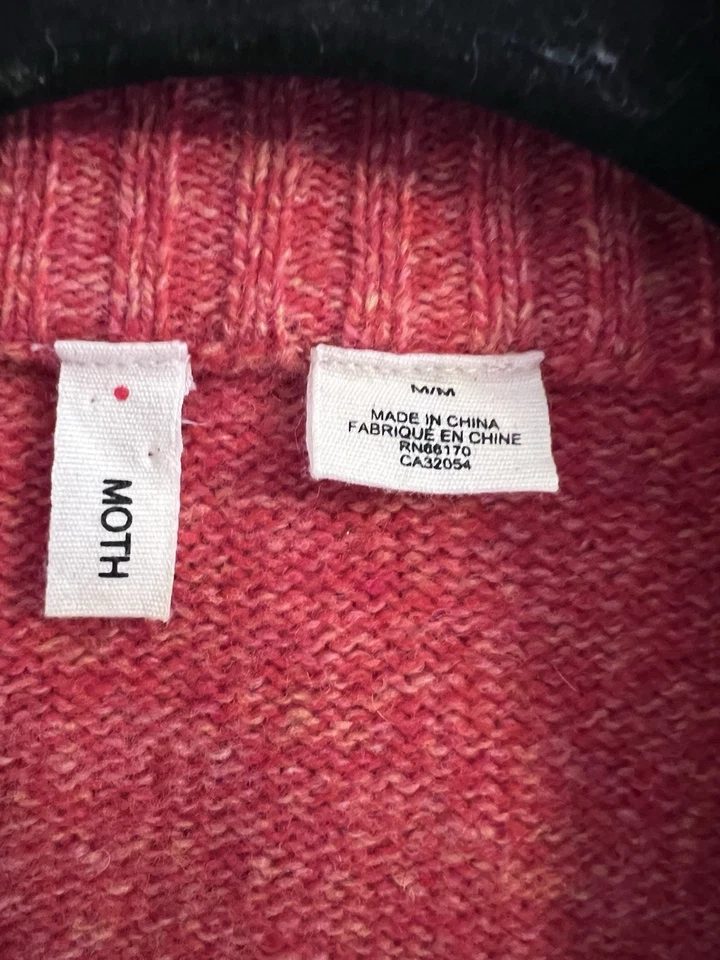 MOTH
M/M
MADE IN CHINA
FABRIQUÉ EN CHINE
RN66170
CA32054